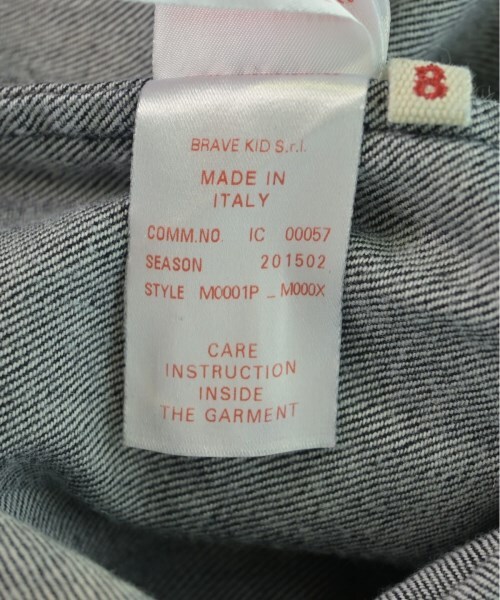 8
BRAVE KID S.r.l.
MADE IN
ITALY
COMM.NO. IC 00057
SEASON 201502
STYLE M0001P _ M000X
CARE
INSTRUCTION
INSIDE
THE GARMENT